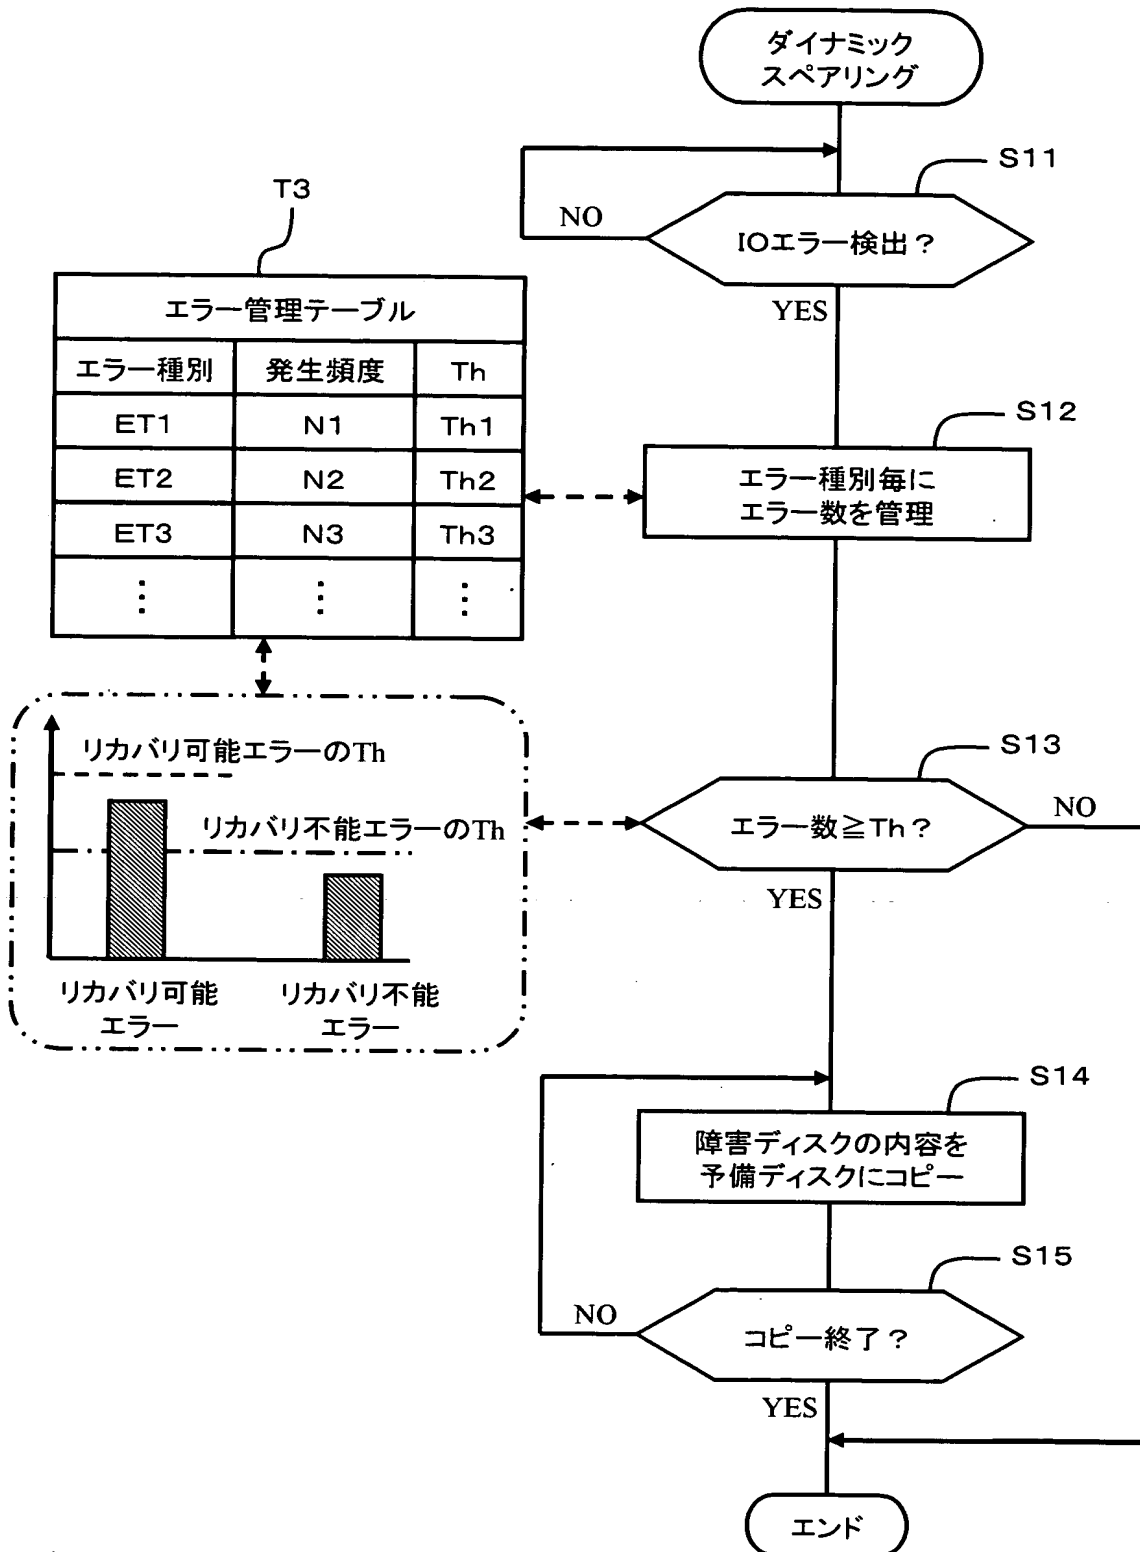 ダイナミック
スペアリング
S11
NO
IOエラー検出?
YES
T3
エラー管理テーブル
エラー種別 発生頻度 Th
ET1 N1 Th1
ET2 N2 Th2
ET3 N3 Th3
⋮ ⋮ ⋮
S12
エラー種別毎に
エラー数を管理
リカバリ可能エラーのTh
リカバリ不能エラーのTh
リカバリ可能
エラー
リカバリ不能
エラー
S13
エラー数≧Th?
NO
YES
S14
障害ディスクの内容を
予備ディスクにコピー
S15
NO
コピー終了?
YES
エンド